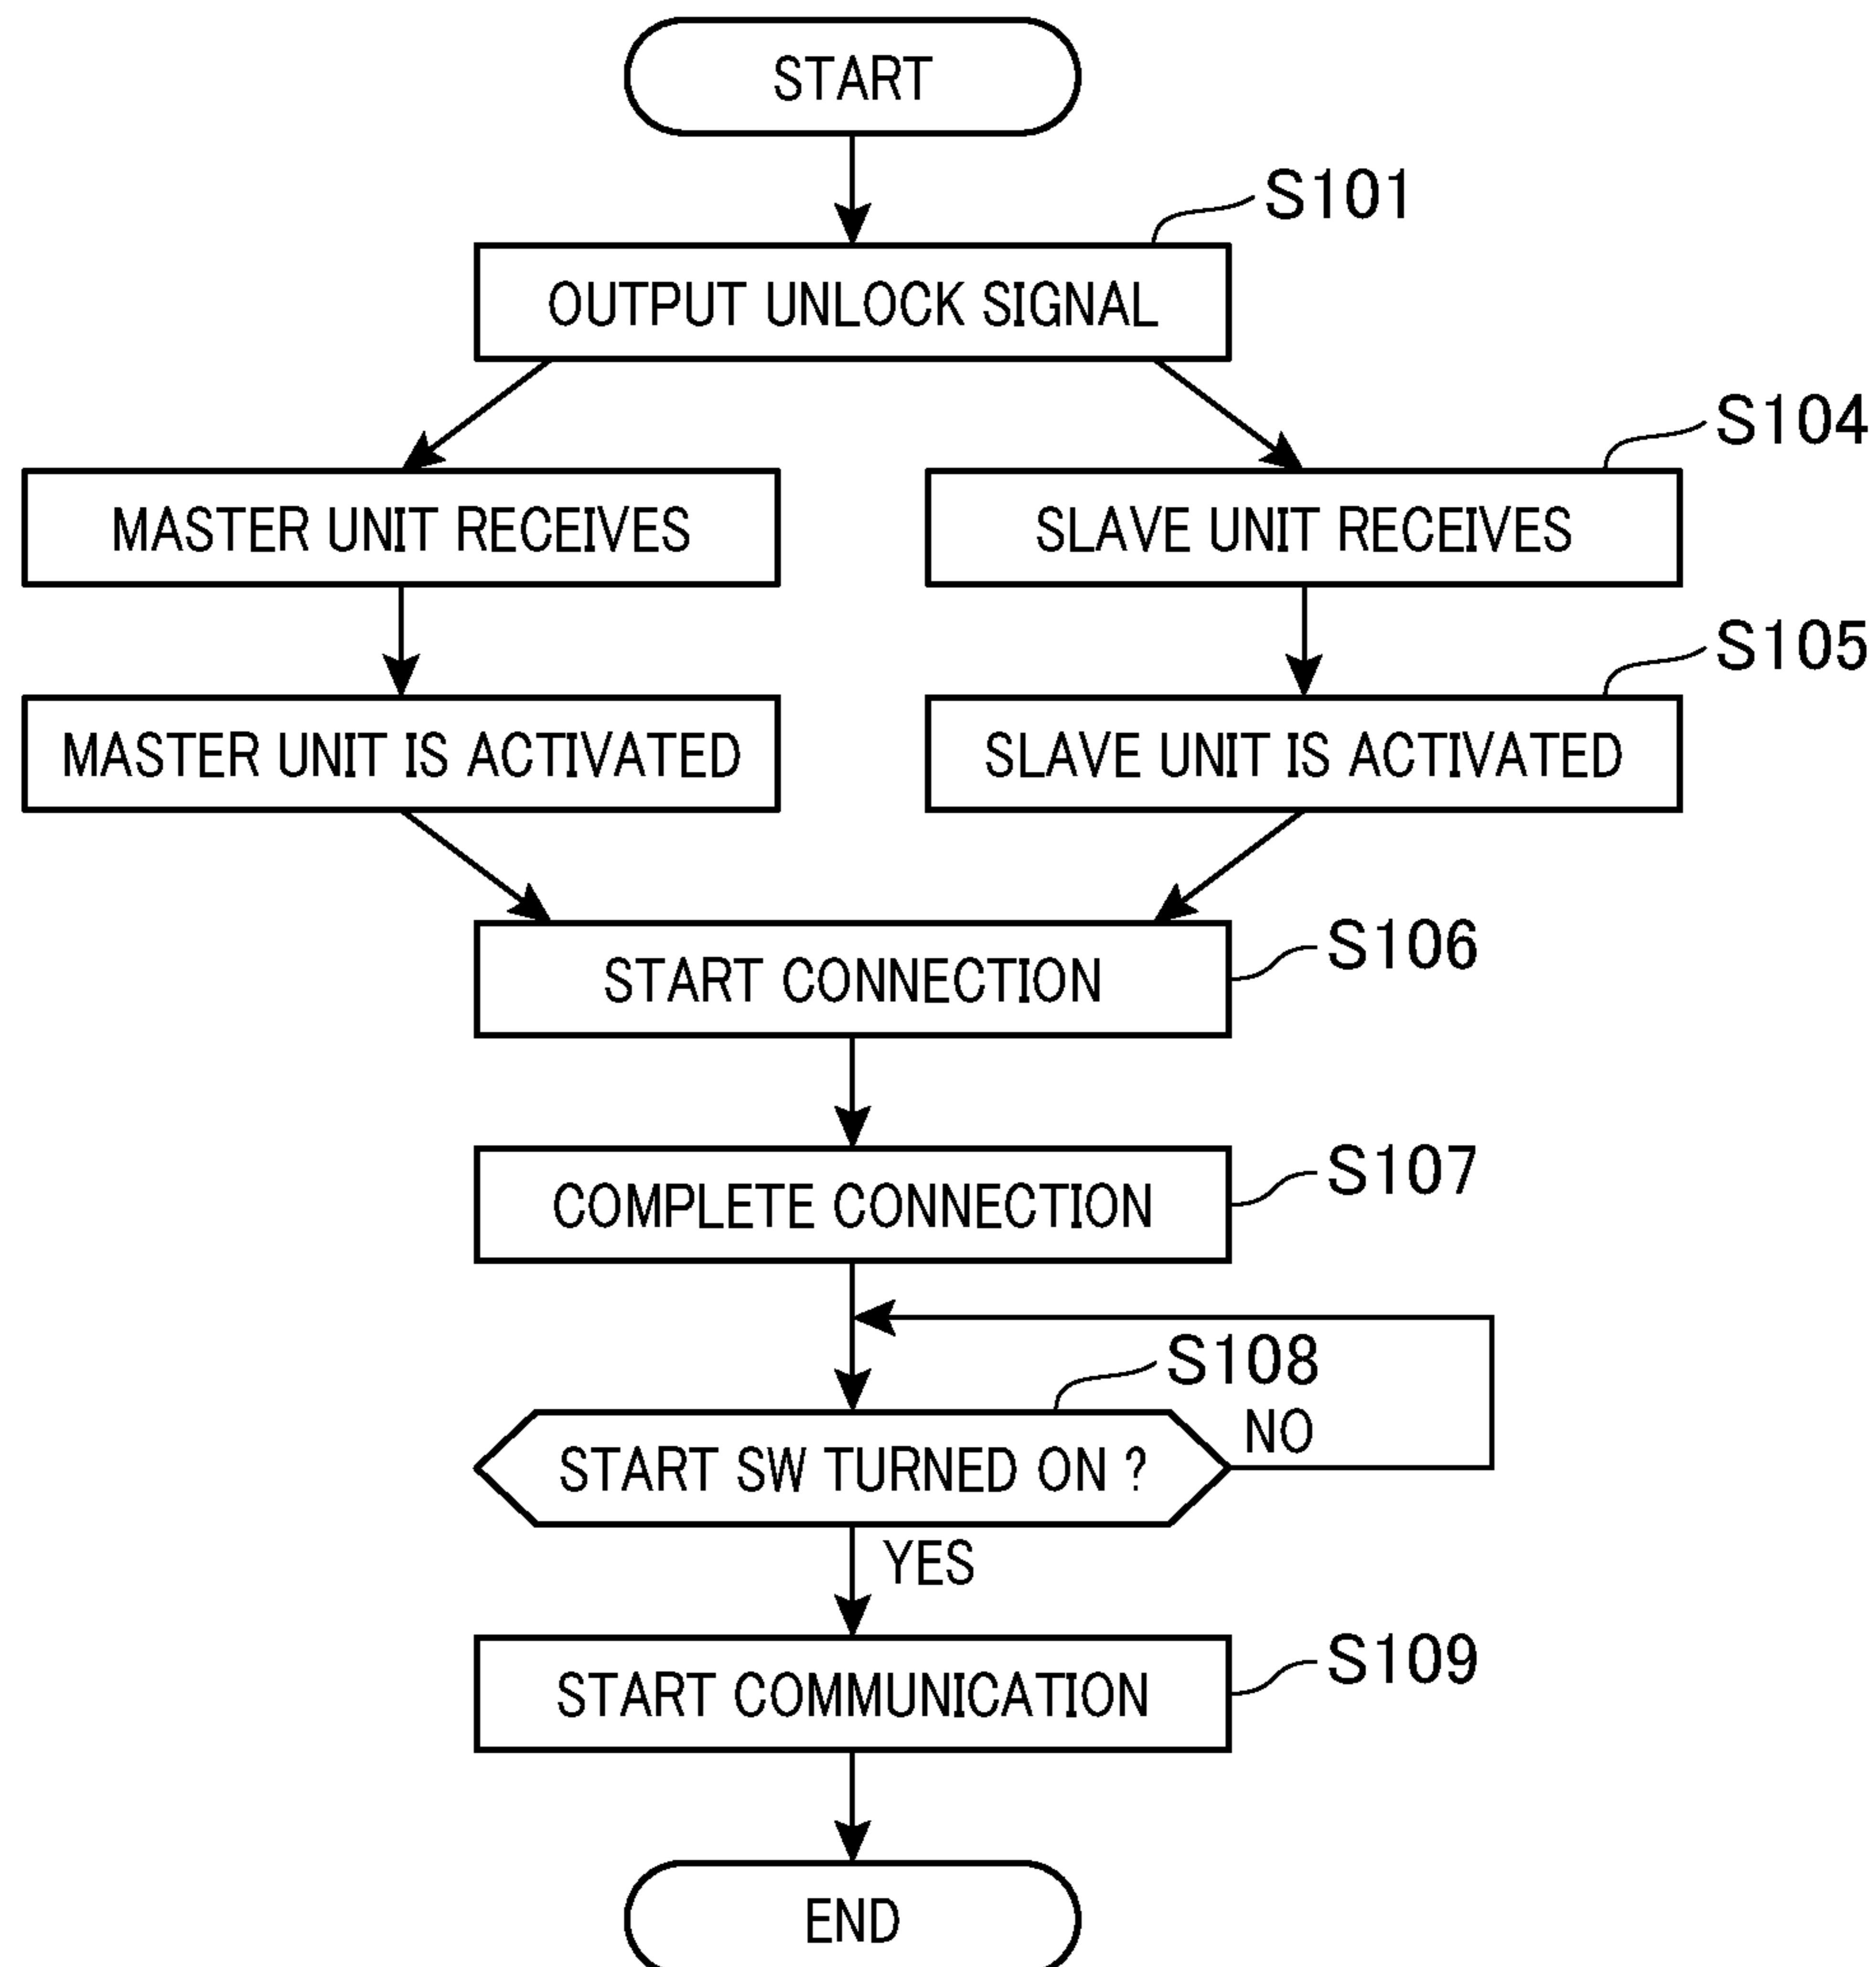 START
S101
OUTPUT UNLOCK SIGNAL
S104
MASTER UNIT RECEIVES
SLAVE UNIT RECEIVES
S105
MASTER UNIT IS ACTIVATED
SLAVE UNIT IS ACTIVATED
S106
START CONNECTION
S107
COMPLETE CONNECTION
S108
NO
START SW TURNED ON ?
YES
S109
START COMMUNICATION
END